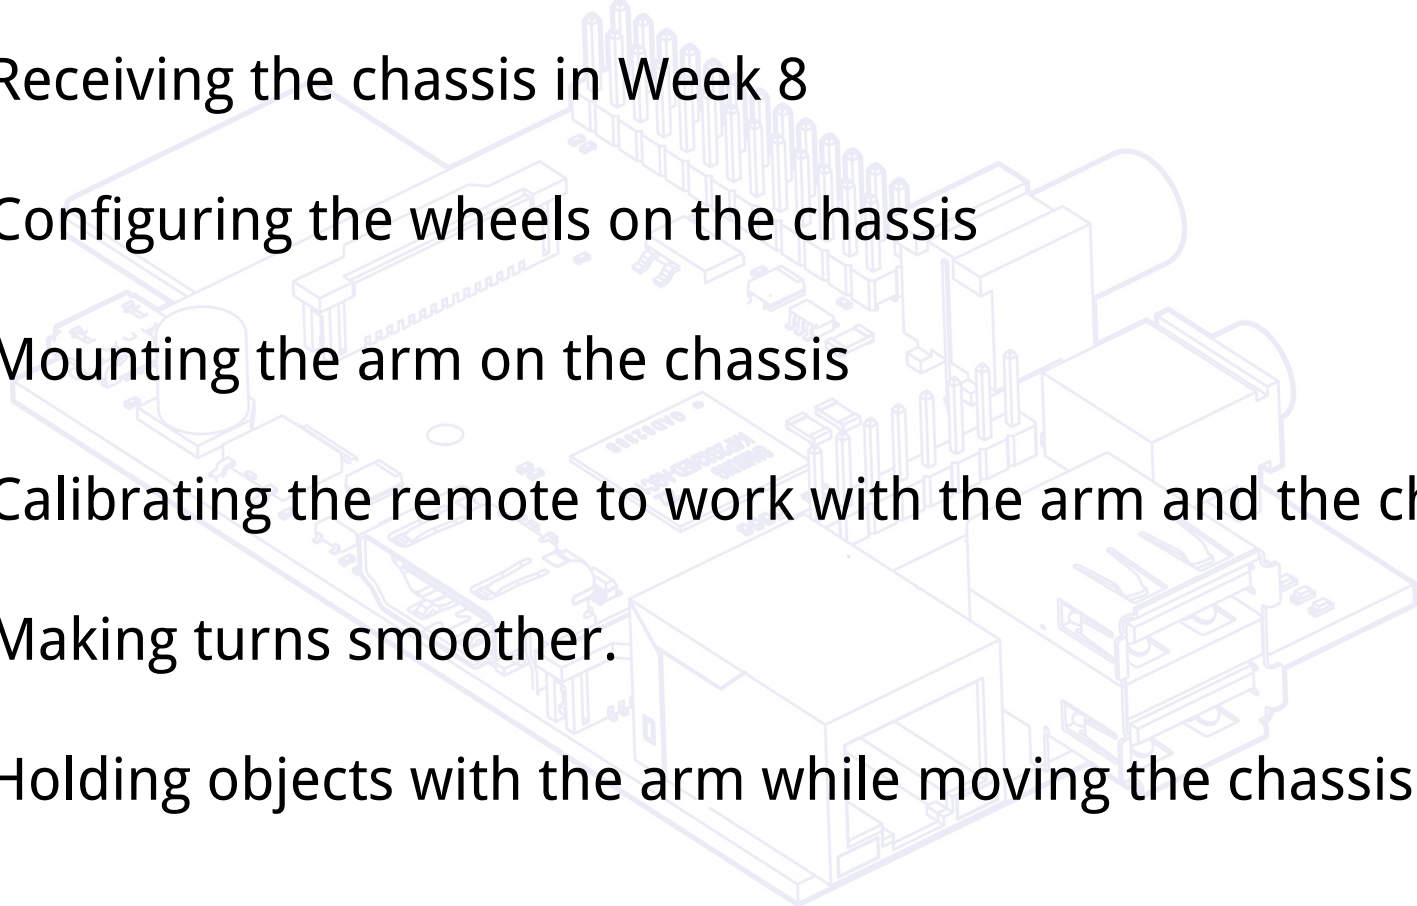 Receiving the chassis in Week 8
Configuring the wheels on the chassis
Mounting the arm on the chassis
Calibrating the remote to work with the arm and the
Making turns smoother.
Holding objects with the arm while moving the chassis